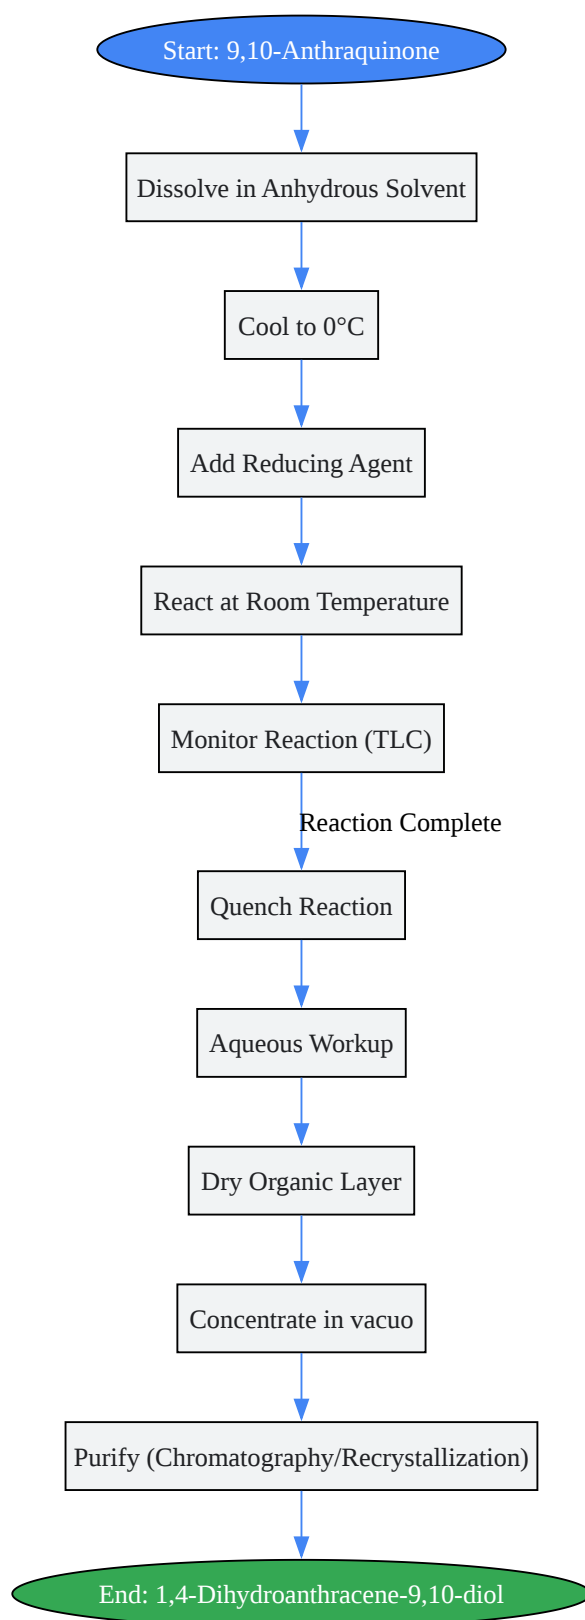 Start: 9,10-Anthraquinone
Dissolve in Anhydrous Solvent
Cool to 0°C
Add Reducing Agent
React at Room Temperature
Monitor Reaction (TLC)
Reaction Complete
Quench Reaction
Aqueous Workup
Dry Organic Layer
Concentrate in vacuo
Purify (Chromatography/Recrystallization)
End: 1,4-Dihydroanthracene-9,10-diol